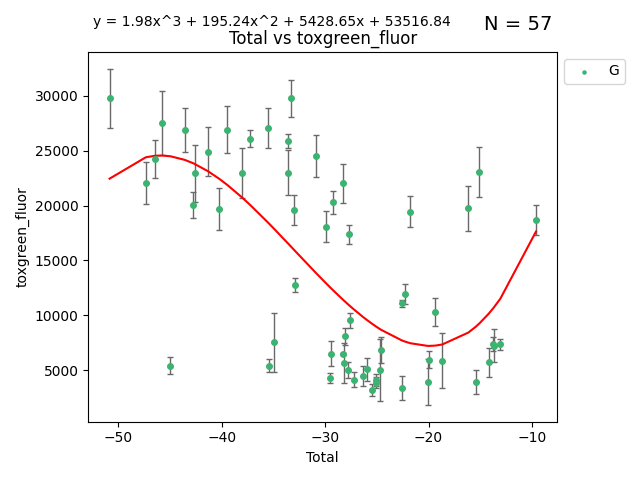 y = 1.98x^3 + 195.24x^2 + 5428.65x + 53516.84
N = 57
Total vs toxgreen_fluor
G
30000
25000
20000
15000
10000
5000
toxgreen_fluor
−50
−40
−30
−20
−10
Total